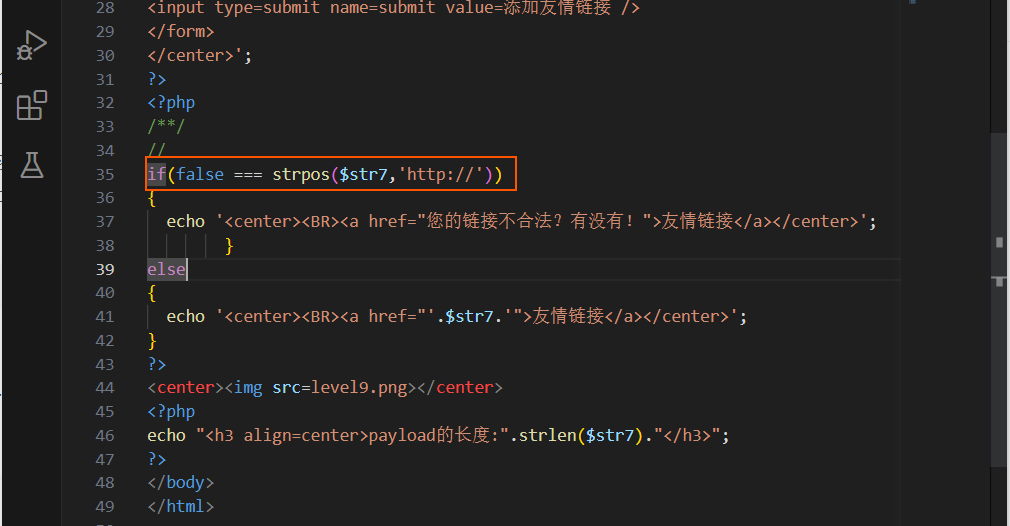 28 <input type=submit name=submit value=添加友情链接 />
29 </form>
30 </center>';
31 ?>
32 <?php
33 /**/
34 //
35 if(false === strpos($str7,'http://'))
36 {
37 echo '<center><BR><a href="您的链接不合法？有没有！">友情链接</a></center>';
38 }
39 else
40 {
41 echo '<center><BR><a href="'.$str7.'">友情链接</a></center>';
42 }
43 ?>
44 <center><img src=level9.png></center>
45 <?php
46 echo "<h3 align=center>payload的长度:".strlen($str7)."</h3>";
47 ?>
48 </body>
49 </html>